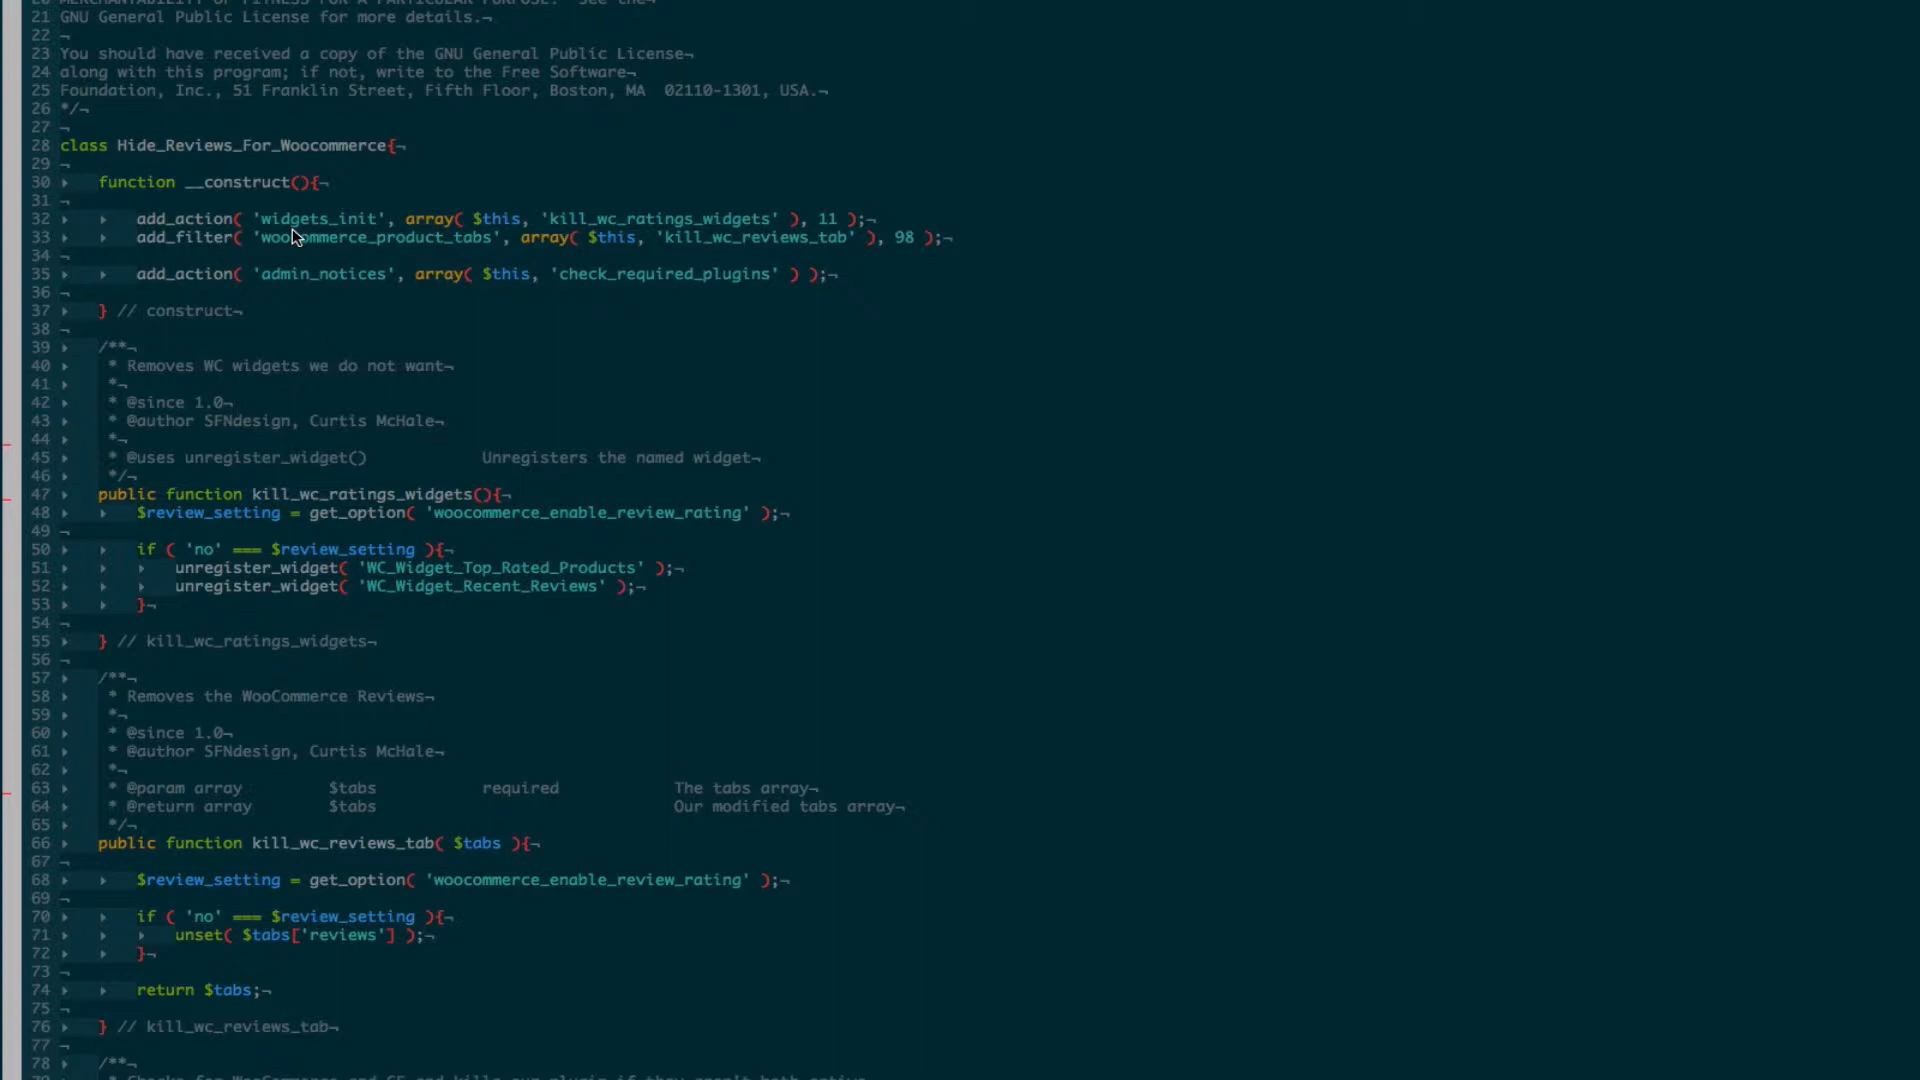 20 MERCHANTABILITY or FITNESS FOR A PARTICULAR PURPOSE.  See the¬
21 GNU General Public License for more details.¬
22 ¬
23 You should have received a copy of the GNU General Public License¬
24 along with this program; if not, write to the Free Software¬
25 Foundation, Inc., 51 Franklin Street, Fifth Floor, Boston, MA  02110-1301, USA.¬
26 */¬
27 ¬
28 class Hide_Reviews_For_Woocommerce{¬
29 ¬
30 ▸   function __construct(){¬
31 ¬
32 ▸   ▸   add_action( 'widgets_init', array( $this, 'kill_wc_ratings_widgets' ), 11 );¬
33 ▸   ▸   add_filter( 'woocommerce_product_tabs', array( $this, 'kill_wc_reviews_tab' ), 98 );¬
34 ¬
35 ▸   ▸   add_action( 'admin_notices', array( $this, 'check_required_plugins' ) );¬
36 ¬
37 ▸   } // construct¬
38 ¬
39 ▸   /**¬
40 ▸    * Removes WC widgets we do not want¬
41 ▸    *¬
42 ▸    * @since 1.0¬
43 ▸    * @author SFNdesign, Curtis McHale¬
44 ▸    *¬
45 ▸    * @uses unregister_widget()            Unregisters the named widget¬
46 ▸    */¬
47 ▸   public function kill_wc_ratings_widgets(){¬
48 ▸   ▸   $review_setting = get_option( 'woocommerce_enable_review_rating' );¬
49 ¬
50 ▸   ▸   if ( 'no' === $review_setting ){¬
51 ▸   ▸   ▸   unregister_widget( 'WC_Widget_Top_Rated_Products' );¬
52 ▸   ▸   ▸   unregister_widget( 'WC_Widget_Recent_Reviews' );¬
53 ▸   ▸   }¬
54 ¬
55 ▸   } // kill_wc_ratings_widgets¬
56 ¬
57 ▸   /**¬
58 ▸    * Removes the WooCommerce Reviews¬
59 ▸    *¬
60 ▸    * @since 1.0¬
61 ▸    * @author SFNdesign, Curtis McHale¬
62 ▸    *¬
63 ▸    * @param array         $tabs           required            The tabs array¬
64 ▸    * @return array        $tabs                               Our modified tabs array¬
65 ▸    */¬
66 ▸   public function kill_wc_reviews_tab( $tabs ){¬
67 ¬
68 ▸   ▸   $review_setting = get_option( 'woocommerce_enable_review_rating' );¬
69 ¬
70 ▸   ▸   if ( 'no' === $review_setting ){¬
71 ▸   ▸   ▸   unset( $tabs['reviews'] );¬
72 ▸   ▸   }¬
73 ¬
74 ▸   ▸   return $tabs;¬
75 ¬
76 ▸   } // kill_wc_reviews_tab¬
77 ¬
78 ▸   /**¬